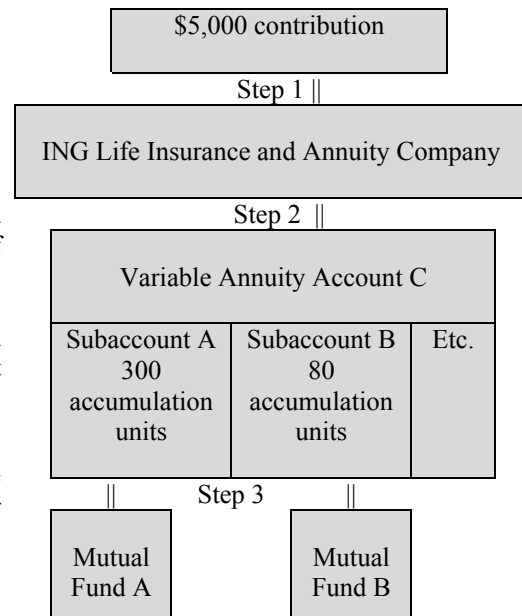 $5,000 contribution
Step 1 ||
ING Life Insurance and Annuity Company
Step 2 ||
Variable Annuity Account C
Subaccount A
300
accumulation
units
Subaccount B
80
accumulation
units
Etc.
|| Step 3 ||
Mutual
Fund A
Mutual
Fund B